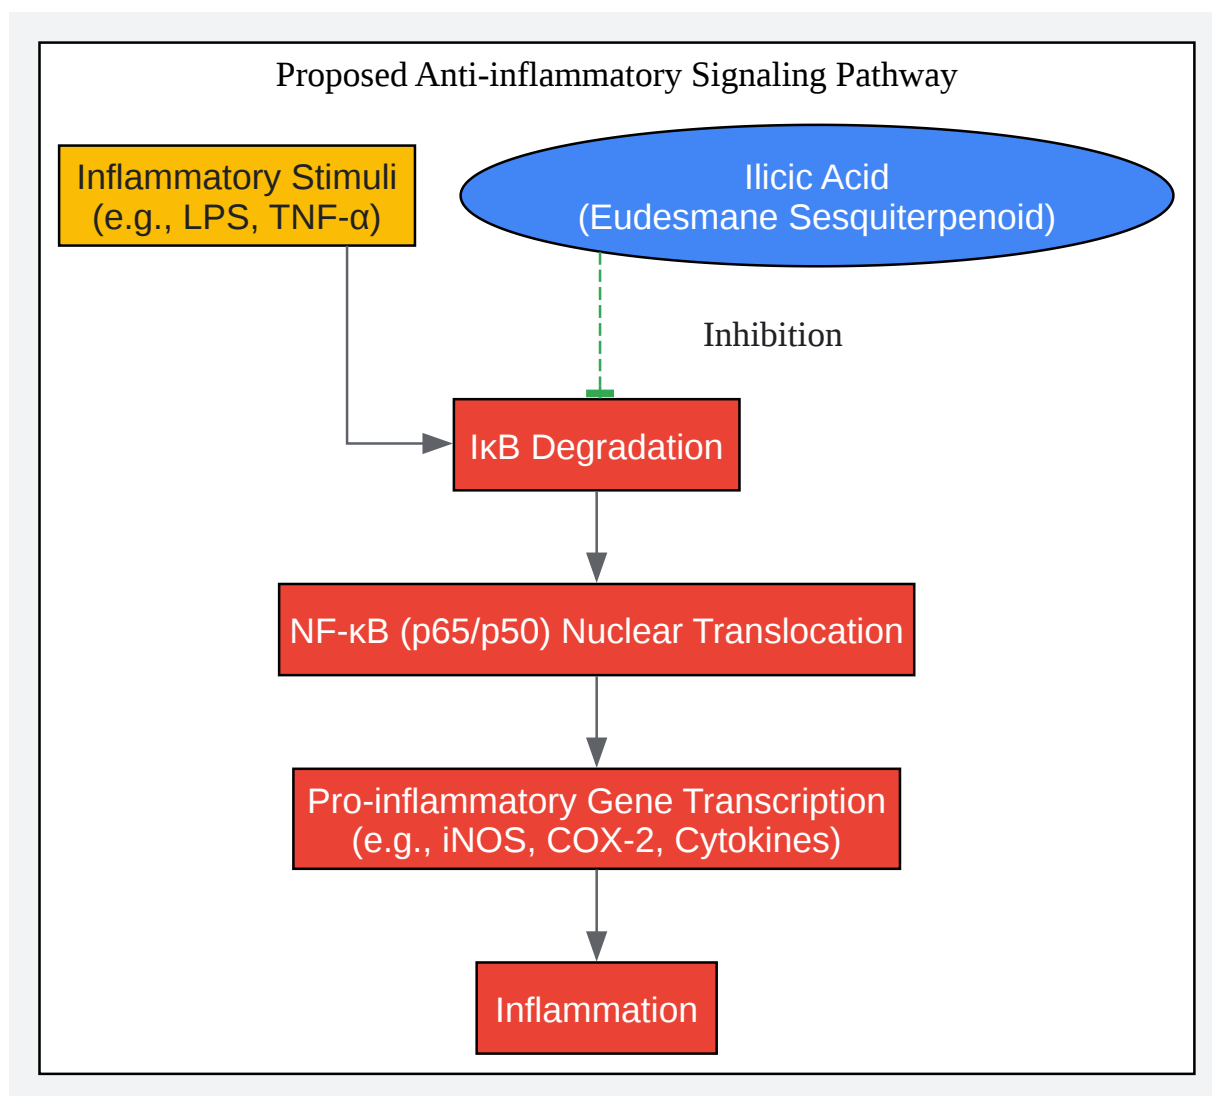 Proposed Anti-inflammatory Signaling Pathway
Inflammatory Stimuli
(e.g., LPS, TNF-α)
Ilicic Acid
(Eudesmane Sesquiterpenoid)
Inhibition
IκB Degradation
NF-κB (p65/p50) Nuclear Translocation
Pro-inflammatory Gene Transcription
(e.g., iNOS, COX-2, Cytokines)
Inflammation